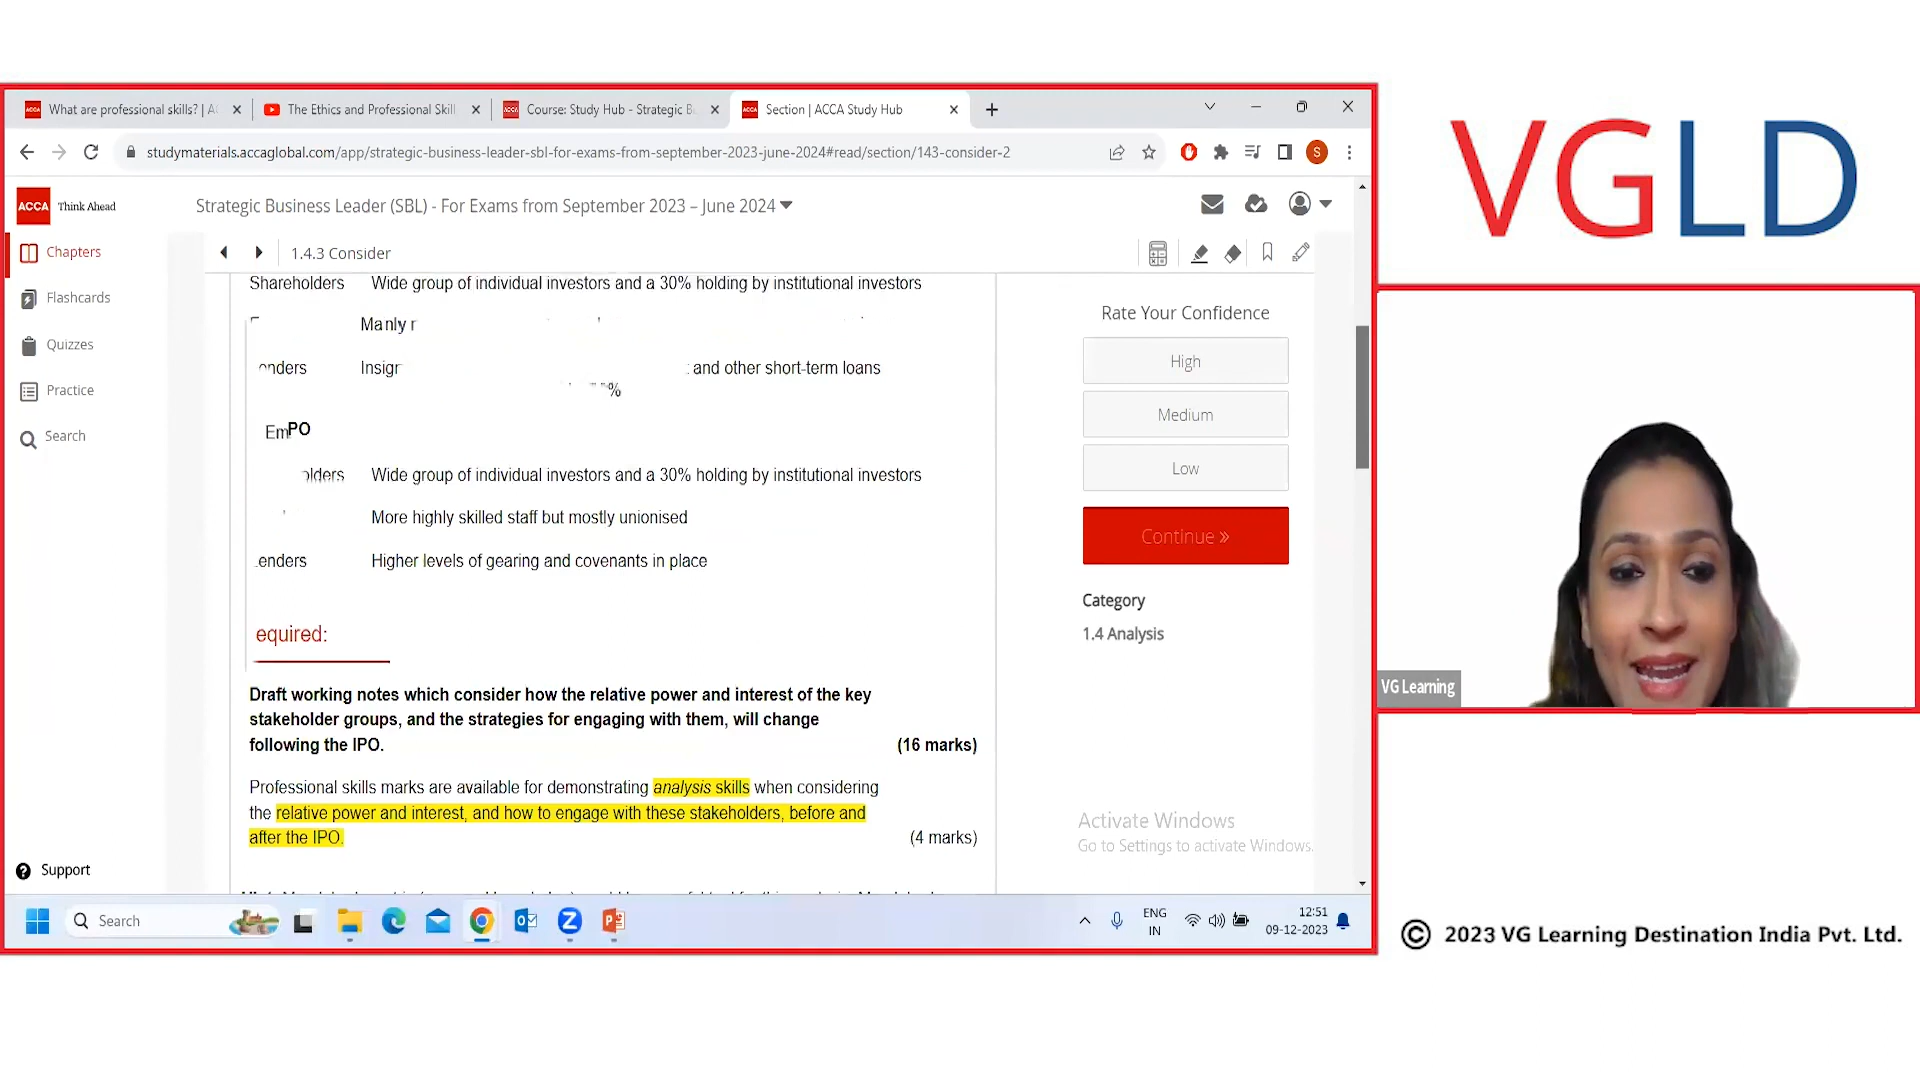 What are professional skills? | A
The Ethics and Professional Skil
Course: Study Hub - Strategic B
Section | ACCA Study Hub
studymaterials.accaglobal.com/app/strategic-business-leader-sbl-for-exams-from-september-2023-june-2024#read/section/143-consider-2
ACCA Think Ahead
Strategic Business Leader (SBL) - For Exams from September 2023 – June 2024
Chapters
Flashcards
Quizzes
Practice
Search
Support
1.4.3 Consider
Shareholders Wide group of individual investors and a 30% holding by institutional investors
Manly
enders Insigr and other short-term loans
%
Em PO
olders Wide group of individual investors and a 30% holding by institutional investors
More highly skilled staff but mostly unionised
enders Higher levels of gearing and covenants in place
equired:
Draft working notes which consider how the relative power and interest of the key
stakeholder groups, and the strategies for engaging with them, will change
following the IPO. (16 marks)
Professional skills marks are available for demonstrating analysis skills when considering
the relative power and interest, and how to engage with these stakeholders, before and
after the IPO. (4 marks)
Rate Your Confidence
High
Medium
Low
Continue »
Category
1.4 Analysis
Activate Windows
Go to Settings to activate Windows.
Search
ENG
IN
12:51
09-12-2023
VGLD
VG Learning
© 2023 VG Learning Destination India Pvt. Ltd.